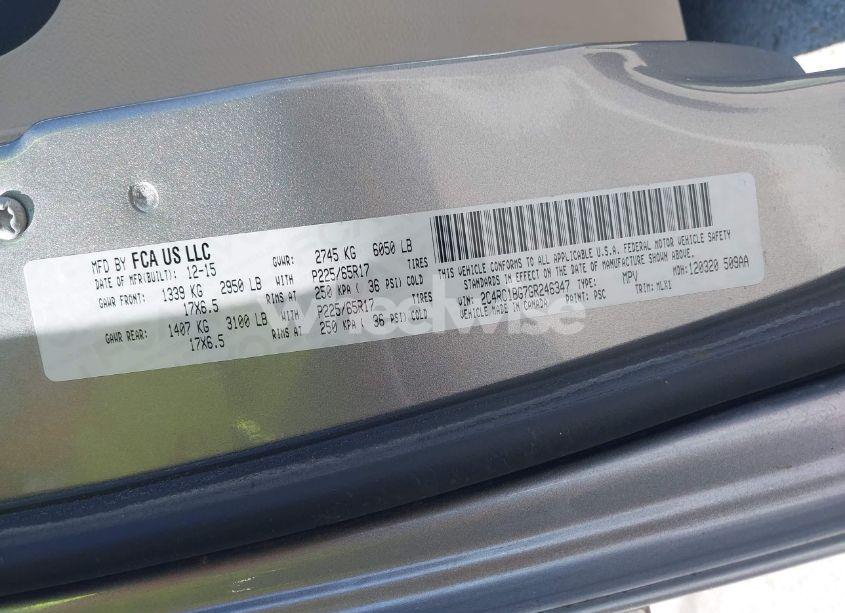 MFD BY FCA US LLC
DATE OF MFR(BUILT): 12-15 GVWR: 2745 KG 6050 LB
GAWR FRONT: 1339 KG 2950 LB WITH P225/65R17 TIRES
17X6.5 RIMS AT 250 KPA ( 36 PSI) COLD
GAWR REAR: 1407 KG 3100 LB WITH P225/65R17 TIRES
17X6.5 RIMS AT 250 KPA ( 36 PSI) COLD
THIS VEHICLE CONFORMS TO ALL APPLICABLE U.S.A. FEDERAL MOTOR VEHICLE SAFETY
STANDARDS IN EFFECT ON THE DATE OF MANUFACTURE SHOWN ABOVE.
VIN: 2C4RC1BG7GR246347 TYPE: MPV MDH: 120320 509AA
VEHICLE MADE IN CANADA PAINT: PSC TRIM: MLX1
wheelwise